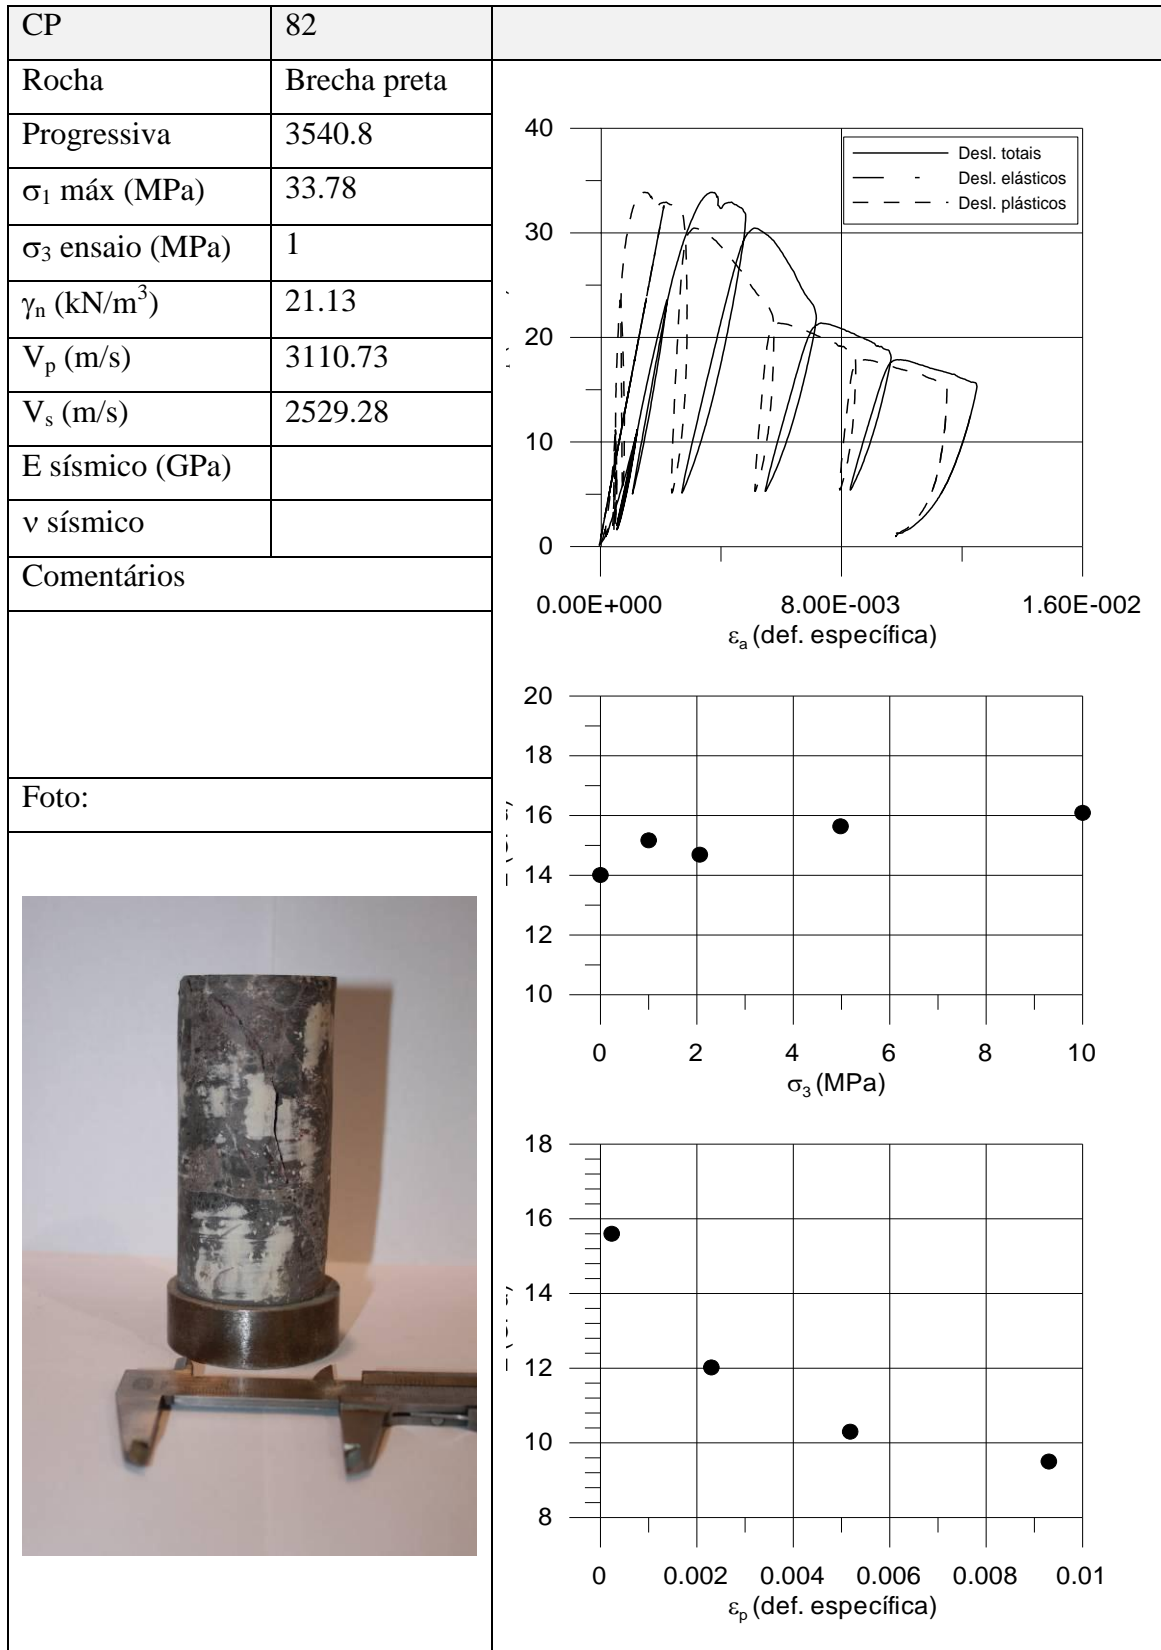 CP 82
Rocha Brecha preta
Progressiva 3540.8
σ1 máx (MPa) 33.78
σ3 ensaio (MPa) 1
γn (kN/m3) 21.13
Vp (m/s) 3110.73
Vs (m/s) 2529.28
E sísmico (GPa)
ν sísmico
Comentários
Foto:
40
30
20
10
0
Desl. totais
Desl. elásticos
Desl. plásticos
0.00E+000 8.00E-003 1.60E-002
εa (def. específica)
20
18
16
14
12
10
0 2 4 6 8 10
σ3 (MPa)
18
16
14
12
10
8
0 0.002 0.004 0.006 0.008 0.01
εp (def. específica)